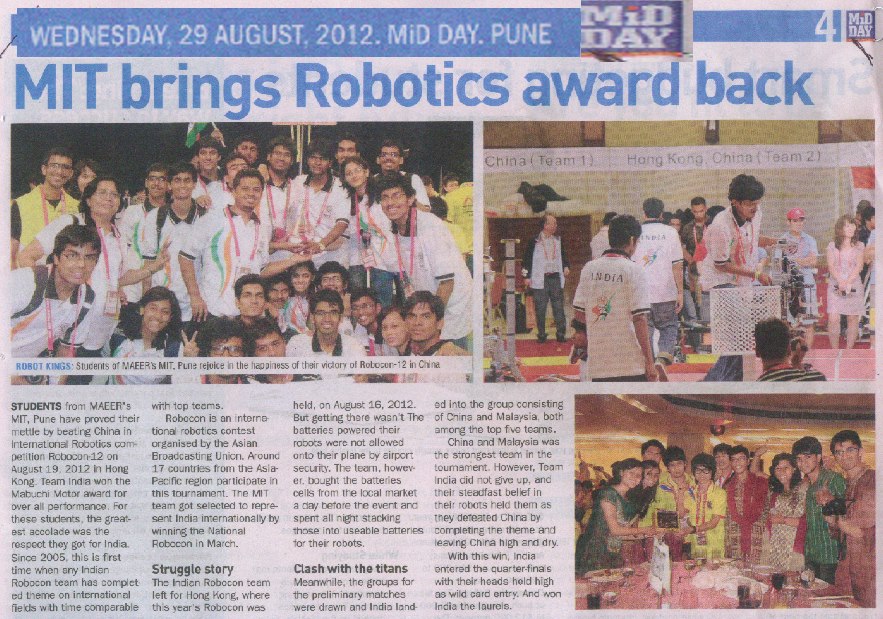 WEDNESDAY, 29 AUGUST, 2012. MiD DAY. PUNE
MiD
DAY
4
MiD
DAY
MIT brings Robotics award back
China ( Team 1 )
Hong Kong, China ( Team 2 )
INDIA
INDIA
ROBOT KINGS: Students of MAEER's MIT, Pune rejoice in the happiness of their victory of Robocon-12 in China
STUDENTS from MAEER"s
MIT, Pune have proved their
mettle by beating China in
International Robotics com-
petition Robocon-12 on
August 19, 2012 in Hong
Kong. Team India won the
Mabuchi Motor award for
over all performance. For
these students, the great-
est accolade was the
respect they got for India.
Since 2005, this is first
time when any Indian
Robocon team has complet-
ed theme on international
fields with time comparable
with top teams.
Robocon is an interna-
tional robotics contest
organised by the Asian
Broadcasting Union. Around
17 countries from the Asia-
Pacific region participate in
this tournament. The MIT
team got selected to repre-
sent India internationally by
winning the National
Robocon in March.
Struggle story
The Indian Robocon team
left for Hong Kong, where
this year's Robocon was
held, on August 16, 2012.
But getting there wasn't The
batteries powered their
robots were not allowed
onto their plane by airport
security. The team, howev-
er, bought the batteries
cells from the local market
a day before the event and
spent all night stacking
those into useable batteries
for their robots.
Clash with the titans
Meanwhile, the groups for
the preliminary matches
were drawn and India land-
ed into the group consisting
of China and Malaysia, both
among the top five teams.
China and Malaysia was
the strongest team in the
tournament. However, Team
India did not give up, and
their steadfast belief in
their robots held them as
they defeated China by
completing the theme and
leaving China high and dry.
With this win, India
entered the quarter-finals
with their heads held high
as wild card entry. And won
India the laurels.